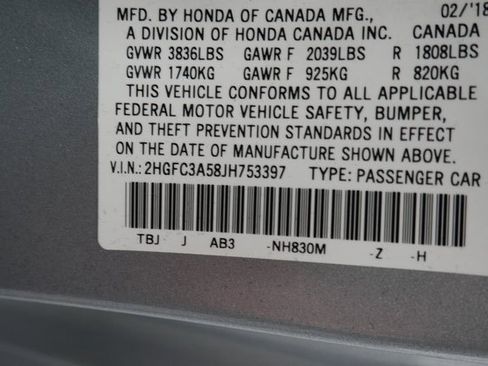 MFD. BY HONDA OF CANADA MFG., 02/'18
A DIVISION OF HONDA CANADA INC. CANADA
GVWR 3836LBS GAWR F 2039LBS R 1808LBS
GVWR 1740KG GAWR F 925KG R 820KG
THIS VEHICLE CONFORMS TO ALL APPLICABLE
FEDERAL MOTOR VEHICLE SAFETY, BUMPER,
AND THEFT PREVENTION STANDARDS IN EFFECT
ON THE DATE OF MANUFACTURE SHOWN ABOVE.
V.I.N.: 2HGFC3A58JH753397 TYPE: PASSENGER CAR
TBJ J AB3 -NH830M -Z -H